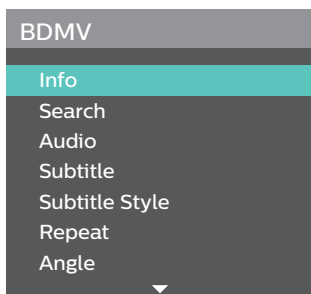 BDMV
Info
Search
Audio
Subtitle
Subtitle Style
Repeat
Angle